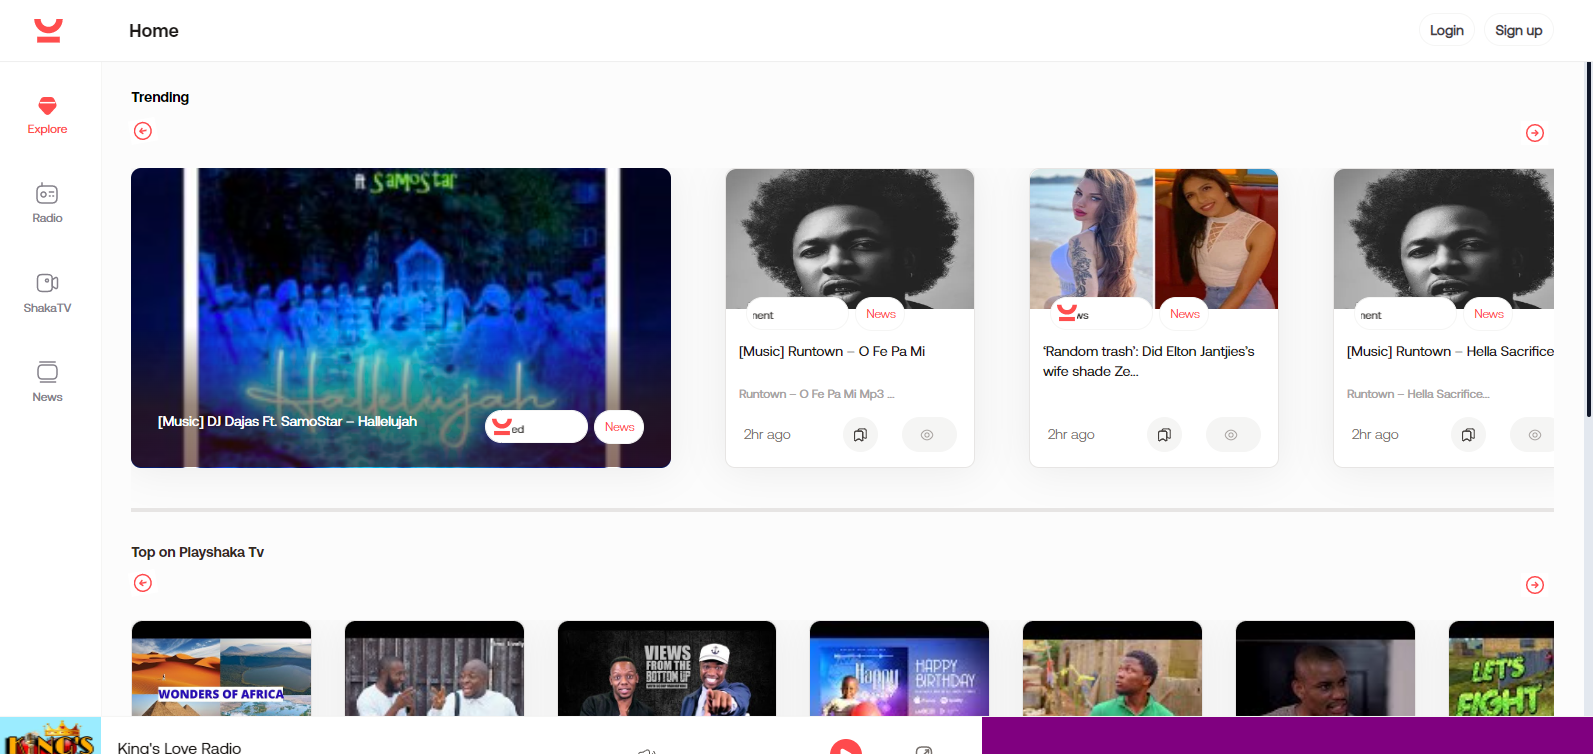 Home
Login
Sign up
Explore
Radio
ShakaTV
News
Trending
ft SamoStar
Hallelujah
[Music] DJ Dajas Ft. SamoStar – Hallelujah
ed
News
nent
News
[Music] Runtown – O Fe Pa Mi
Runtown – O Fe Pa Mi Mp3 ...
2hr ago
ws
News
‘Random trash’: Did Elton Jantjies’s
wife shade Ze...
2hr ago
nent
News
[Music] Runtown – Hella Sacrifice
Runtown – Hella Sacrifice...
2hr ago
Top on Playshaka Tv
WONDERS OF AFRICA
VIEWS
FROM THE
BOTTOM UP
Happy
HAPPY
BIRTHDAY
LET'S
FIGHT
KING'S
King's Love Radio